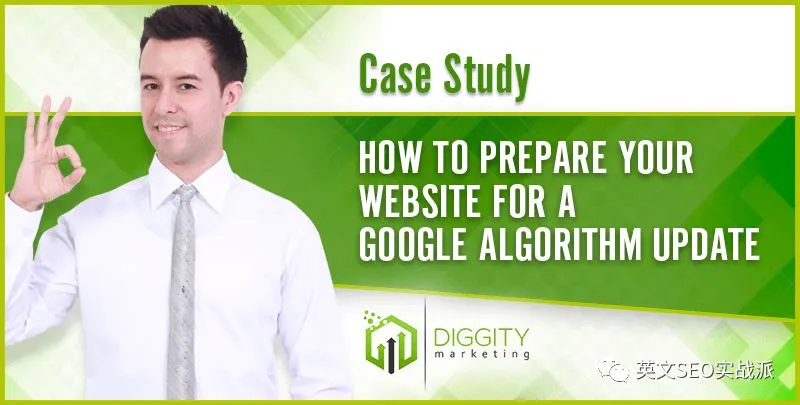 Case Study
HOW TO PREPARE YOUR
WEBSITE FOR A
GOOGLE ALGORITHM UPDATE
DIGGITY
marketing
英文SEO实战派